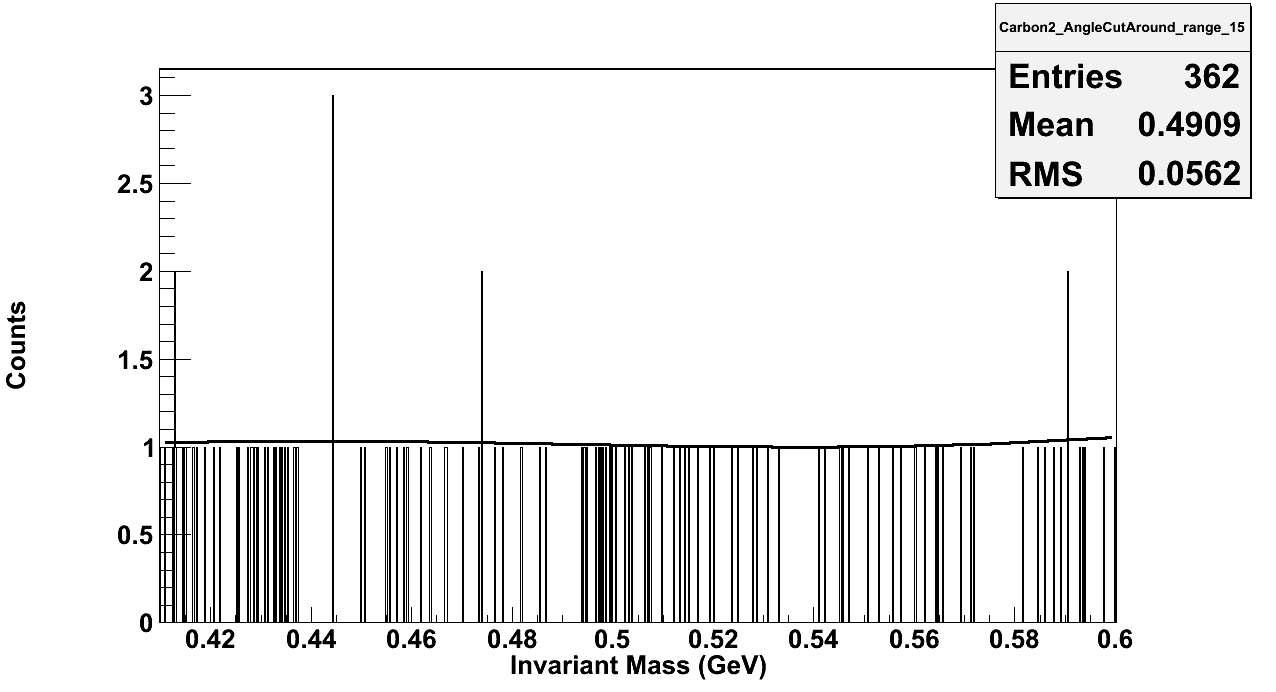 Carbon2_AngleCutAround_range_15
Entries 362
Mean 0.4909
RMS 0.0562
3
2.5
2
1.5
1
0.5
0
Counts
0.42 0.44 0.46 0.48 0.5 0.52 0.54 0.56 0.58 0.6
Invariant Mass (GeV)